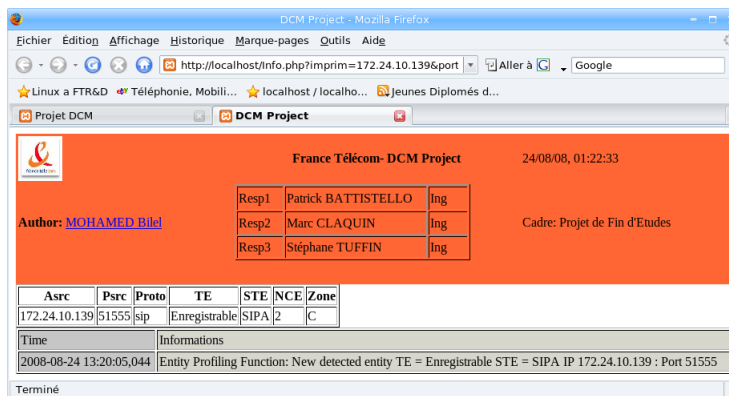 DCM Project - Mozilla Firefox
Fichier Édition Affichage Historique Marque-pages Outils Aide
http://localhost/Info.php?imprim=172.24.10.139&port Aller à G Google
Linux a FTR&D Téléphonie, Mobili... localhost / localho... Jeunes Diplomés d...
Projet DCM DCM Project
france telecom
France Télécom- DCM Project 24/08/08, 01:22:33
Resp1 Patrick BATTISTELLO Ing
Author: MOHAMED Bilel Resp2 Marc CLAQUIN Ing Cadre: Projet de Fin d'Etudes
Resp3 Stéphane TUFFIN Ing
Asrc Psrc Proto TE STE NCE Zone
172.24.10.139 51555 sip Enregistrable SIPA 2 C
Time Informations
2008-08-24 13:20:05,044 Entity Profiling Function: New detected entity TE = Enregistrable STE = SIPA IP 172.24.10.139 : Port 51555
Terminé